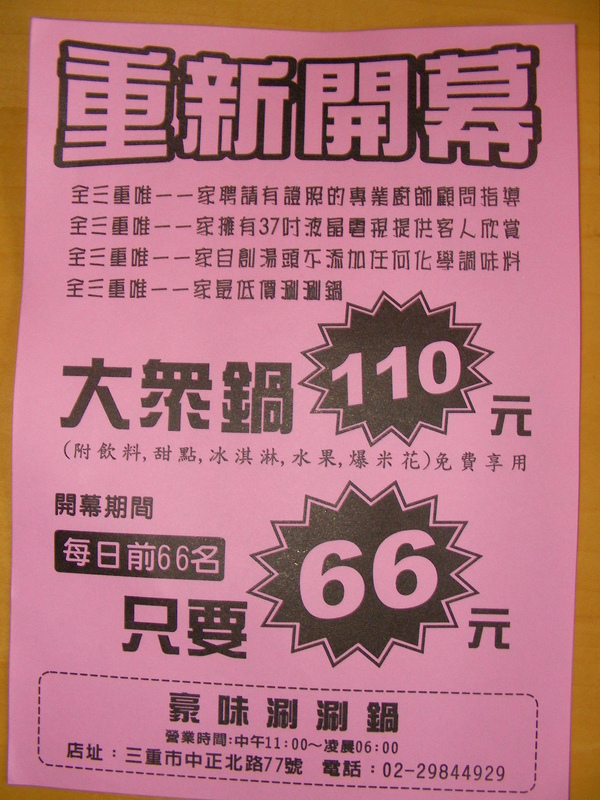 重新開幕
全三重唯一一家聘請有證照的專業廚師顧問指導
全三重唯一一家擁有37吋液晶電視提供客人欣賞
全三重唯一一家自創湯頭不添加任何化學調味料
全三重唯一一家最低價涮涮鍋
大眾鍋 110 元
(附飲料,甜點,冰淇淋,水果,爆米花)免費享用
開幕期間
每日前66名
只要 66 元
豪味涮涮鍋
營業時間:中午11:00~凌晨06:00
店址:三重市中正北路77號 電話:02-29844929